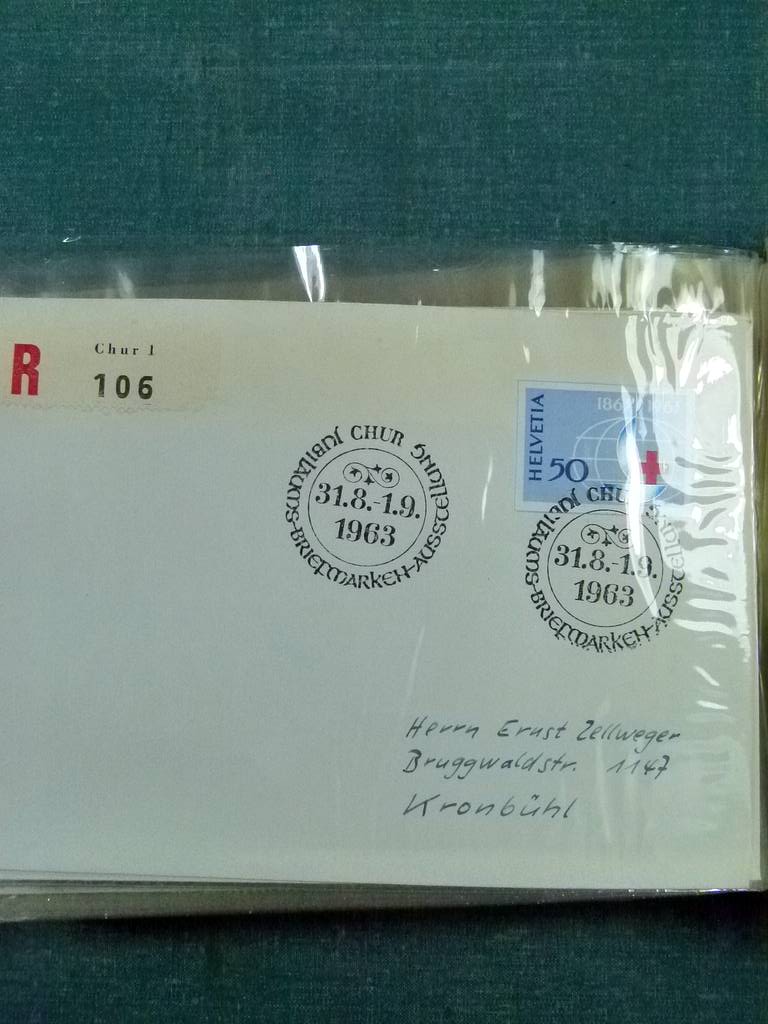 R
Chur 1
106
HELVETIA
50
JUBILÄUMS-BRIEFMARKEN-AUSSTELLUNG CHUR
31.8.-1.9.
1963
JUBILÄUMS-BRIEFMARKEN-AUSSTELLUNG CHUR
31.8.-1.9.
1963
Herrn Ernst Zellweger
Bruggwaldstr. 1147
Kronbühl